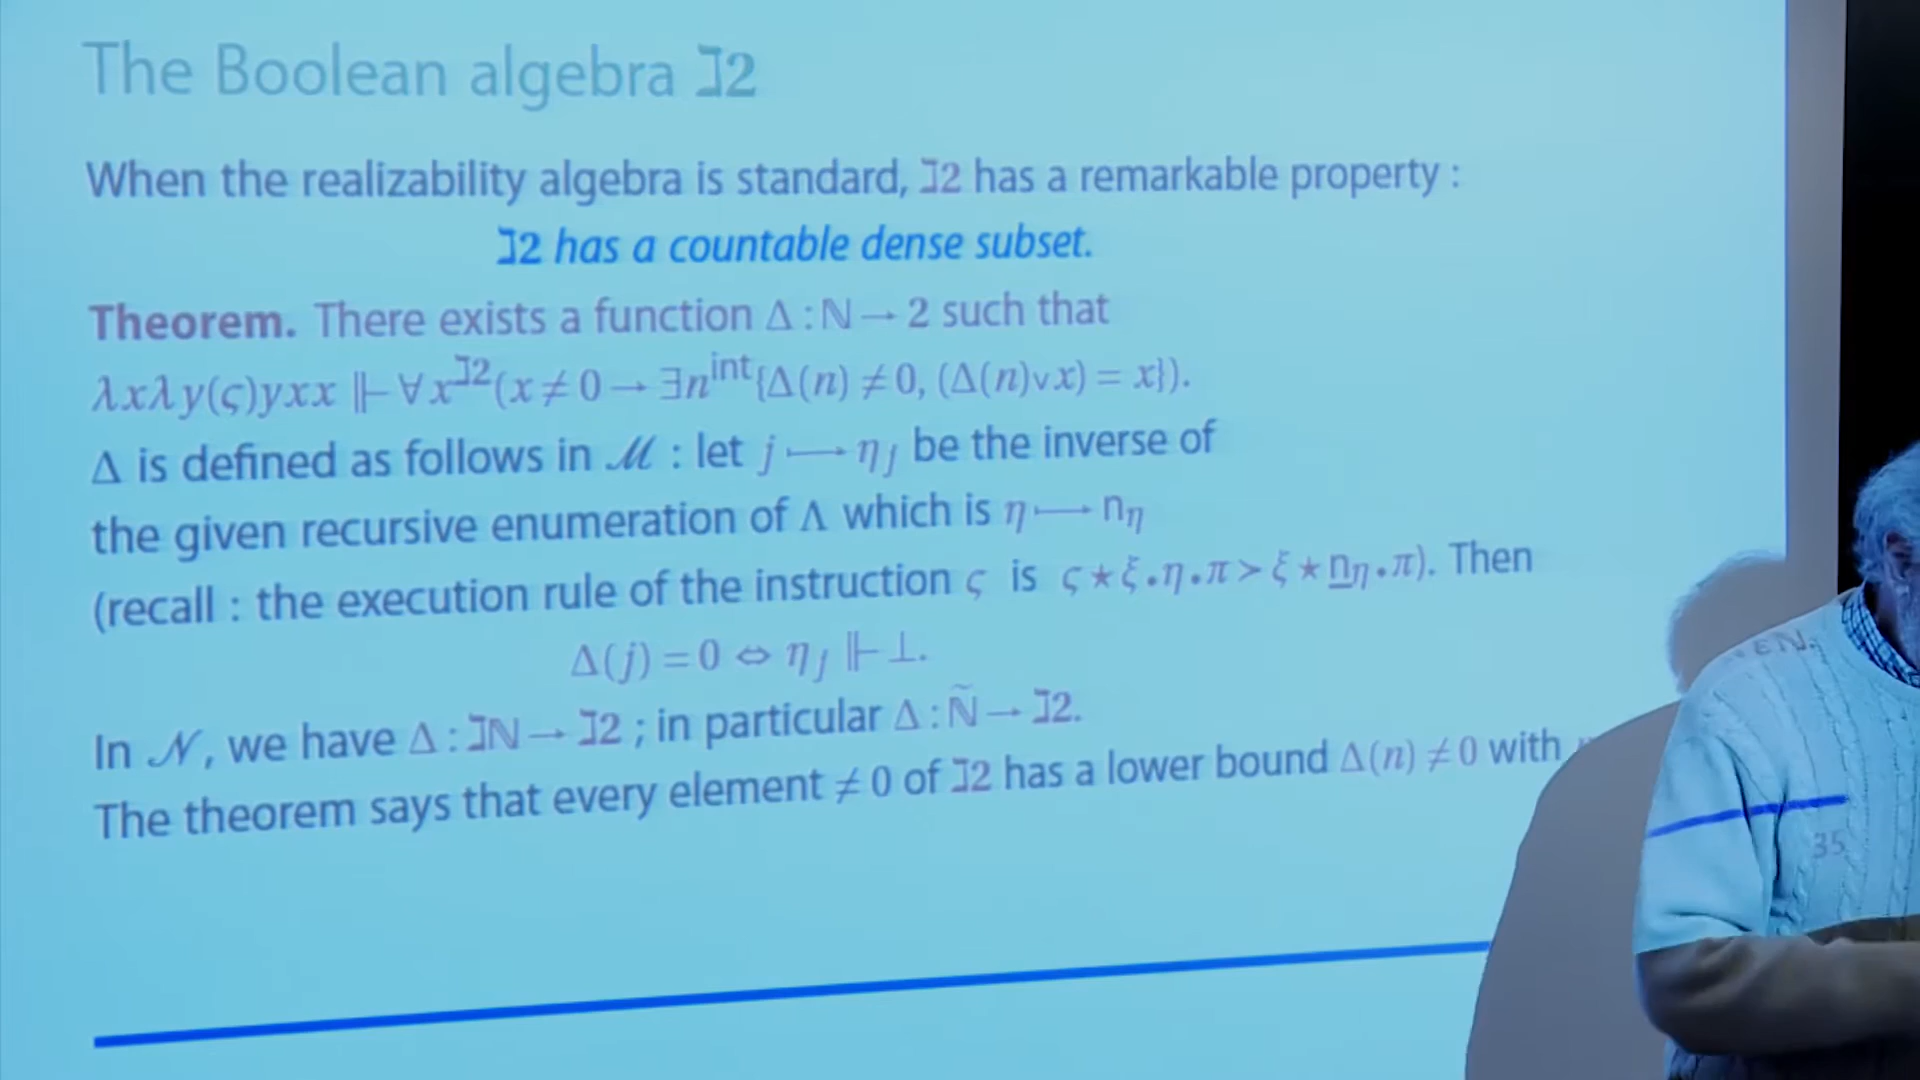 The Boolean algebra ℷ2
When the realizability algebra is standard, ℷ2 has a remarkable property :
ℷ2 has a countable dense subset.
Theorem. There exists a function Δ : ℕ → 2 such that
λxλy(ς)yxx ⊩ ∀x^ℷ2(x ≠ 0 → ∃n^int{Δ(n) ≠ 0, (Δ(n)∨x) = x}).
Δ is defined as follows in ℳ : let j ⟼ η_j be the inverse of
the given recursive enumeration of Λ which is η ⟼ n_η
(recall : the execution rule of the instruction ς is ς ⋆ ξ • η • π > ξ ⋆ n̲_η • π). Then
Δ(j) = 0 ⇔ η_j ⊩ ⊥.
In 𝒩, we have Δ : ℷℕ → ℷ2 ; in particular Δ : ℕ̃ → ℷ2.
The theorem says that every element ≠ 0 of ℷ2 has a lower bound Δ(n) ≠ 0 with
35